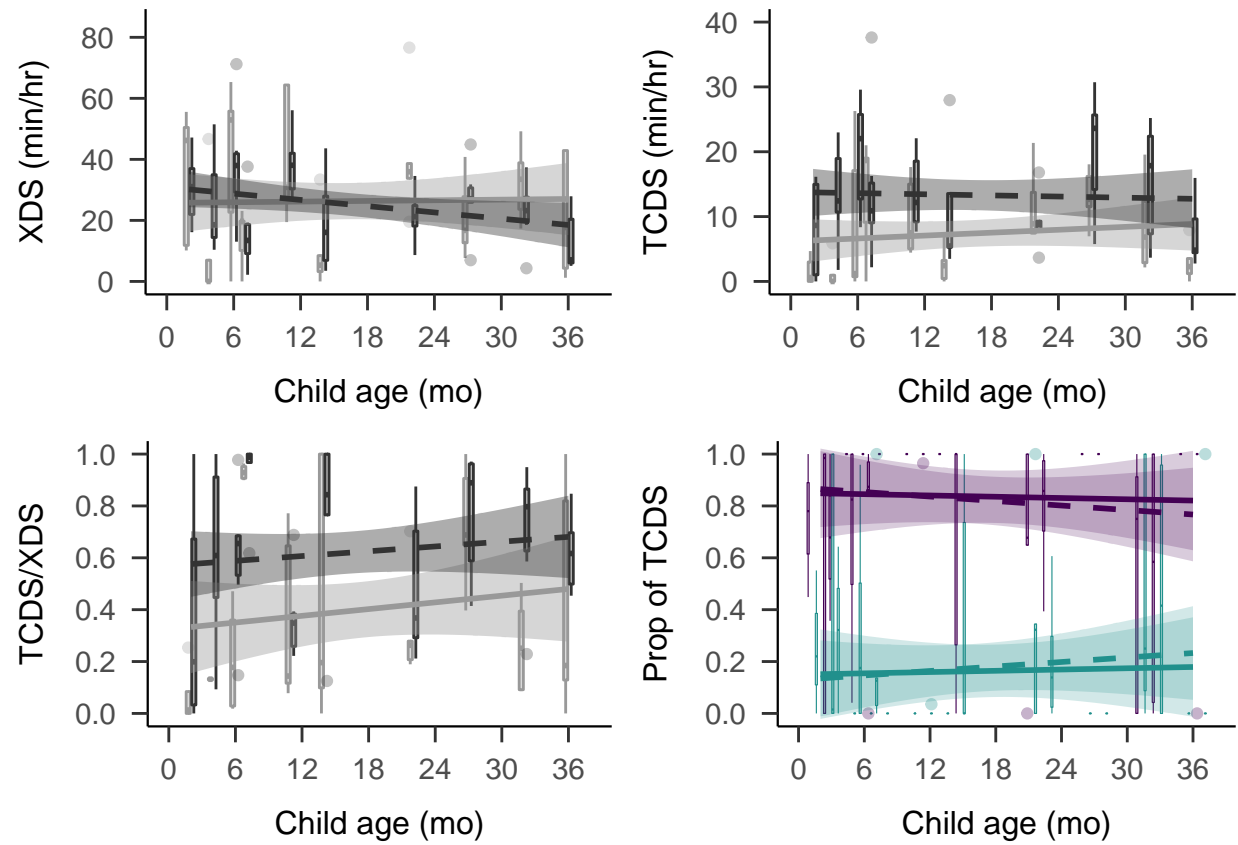 XDS (min/hr)
80
60
40
20
0
0 6 12 18 24 30 36
Child age (mo)
TCDS (min/hr)
40
30
20
10
0
0 6 12 18 24 30 36
Child age (mo)
TCDS/XDS
1.0
0.8
0.6
0.4
0.2
0.0
0 6 12 18 24 30 36
Child age (mo)
Prop of TCDS
1.0
0.8
0.6
0.4
0.2
0.0
0 6 12 18 24 30 36
Child age (mo)